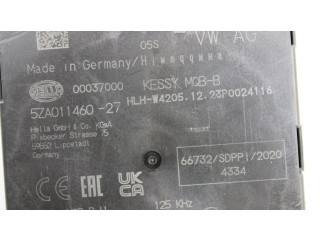 05S VW AG
Made in Germany/Німеччина
00037000 KESSY MQB-B
5ZA011460-27 HLH-W4205.12.23P0024116
Hella GmbH & Co. KGaA
Rixbecker Strasse 75
59552 Lippstadt
Germany
66732/SDPPI/2020
4334
CE EAC UK CA
125 KHz